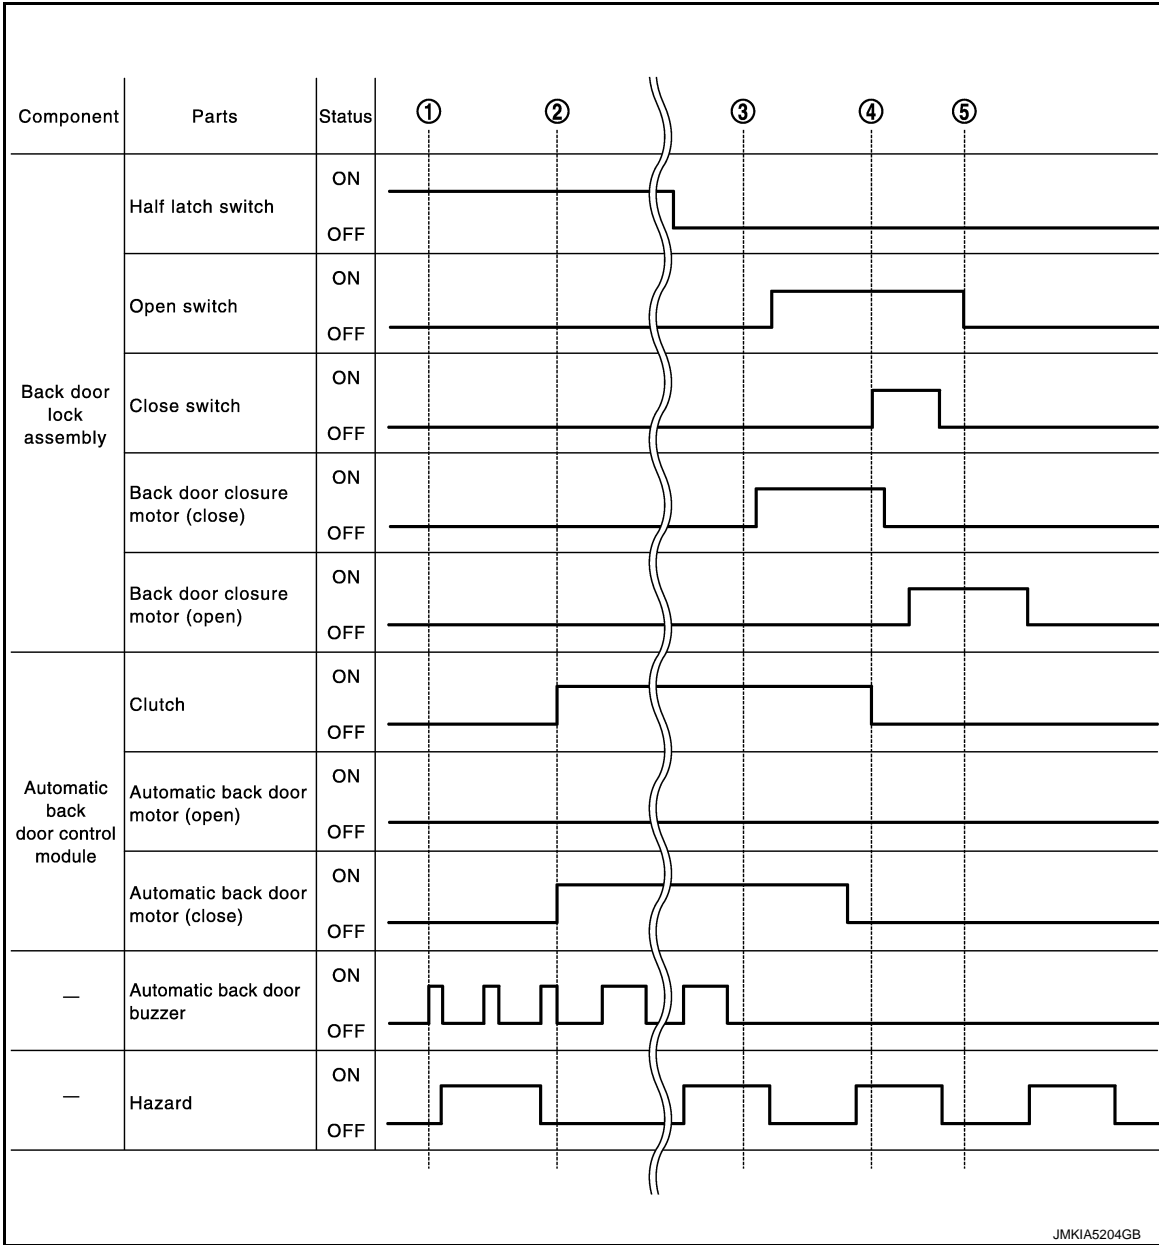 Component Parts Status ① ② ③ ④ ⑤
Back door
lock
assembly
Half latch switch
ON
OFF
Open switch
ON
OFF
Close switch
ON
OFF
Back door closure
motor (close)
ON
OFF
Back door closure
motor (open)
ON
OFF
Automatic
back
door control
module
Clutch
ON
OFF
Automatic back door
motor (open)
ON
OFF
Automatic back door
motor (close)
ON
OFF
—
Automatic back door
buzzer
ON
OFF
—
Hazard
ON
OFF
JMKIA5204GB